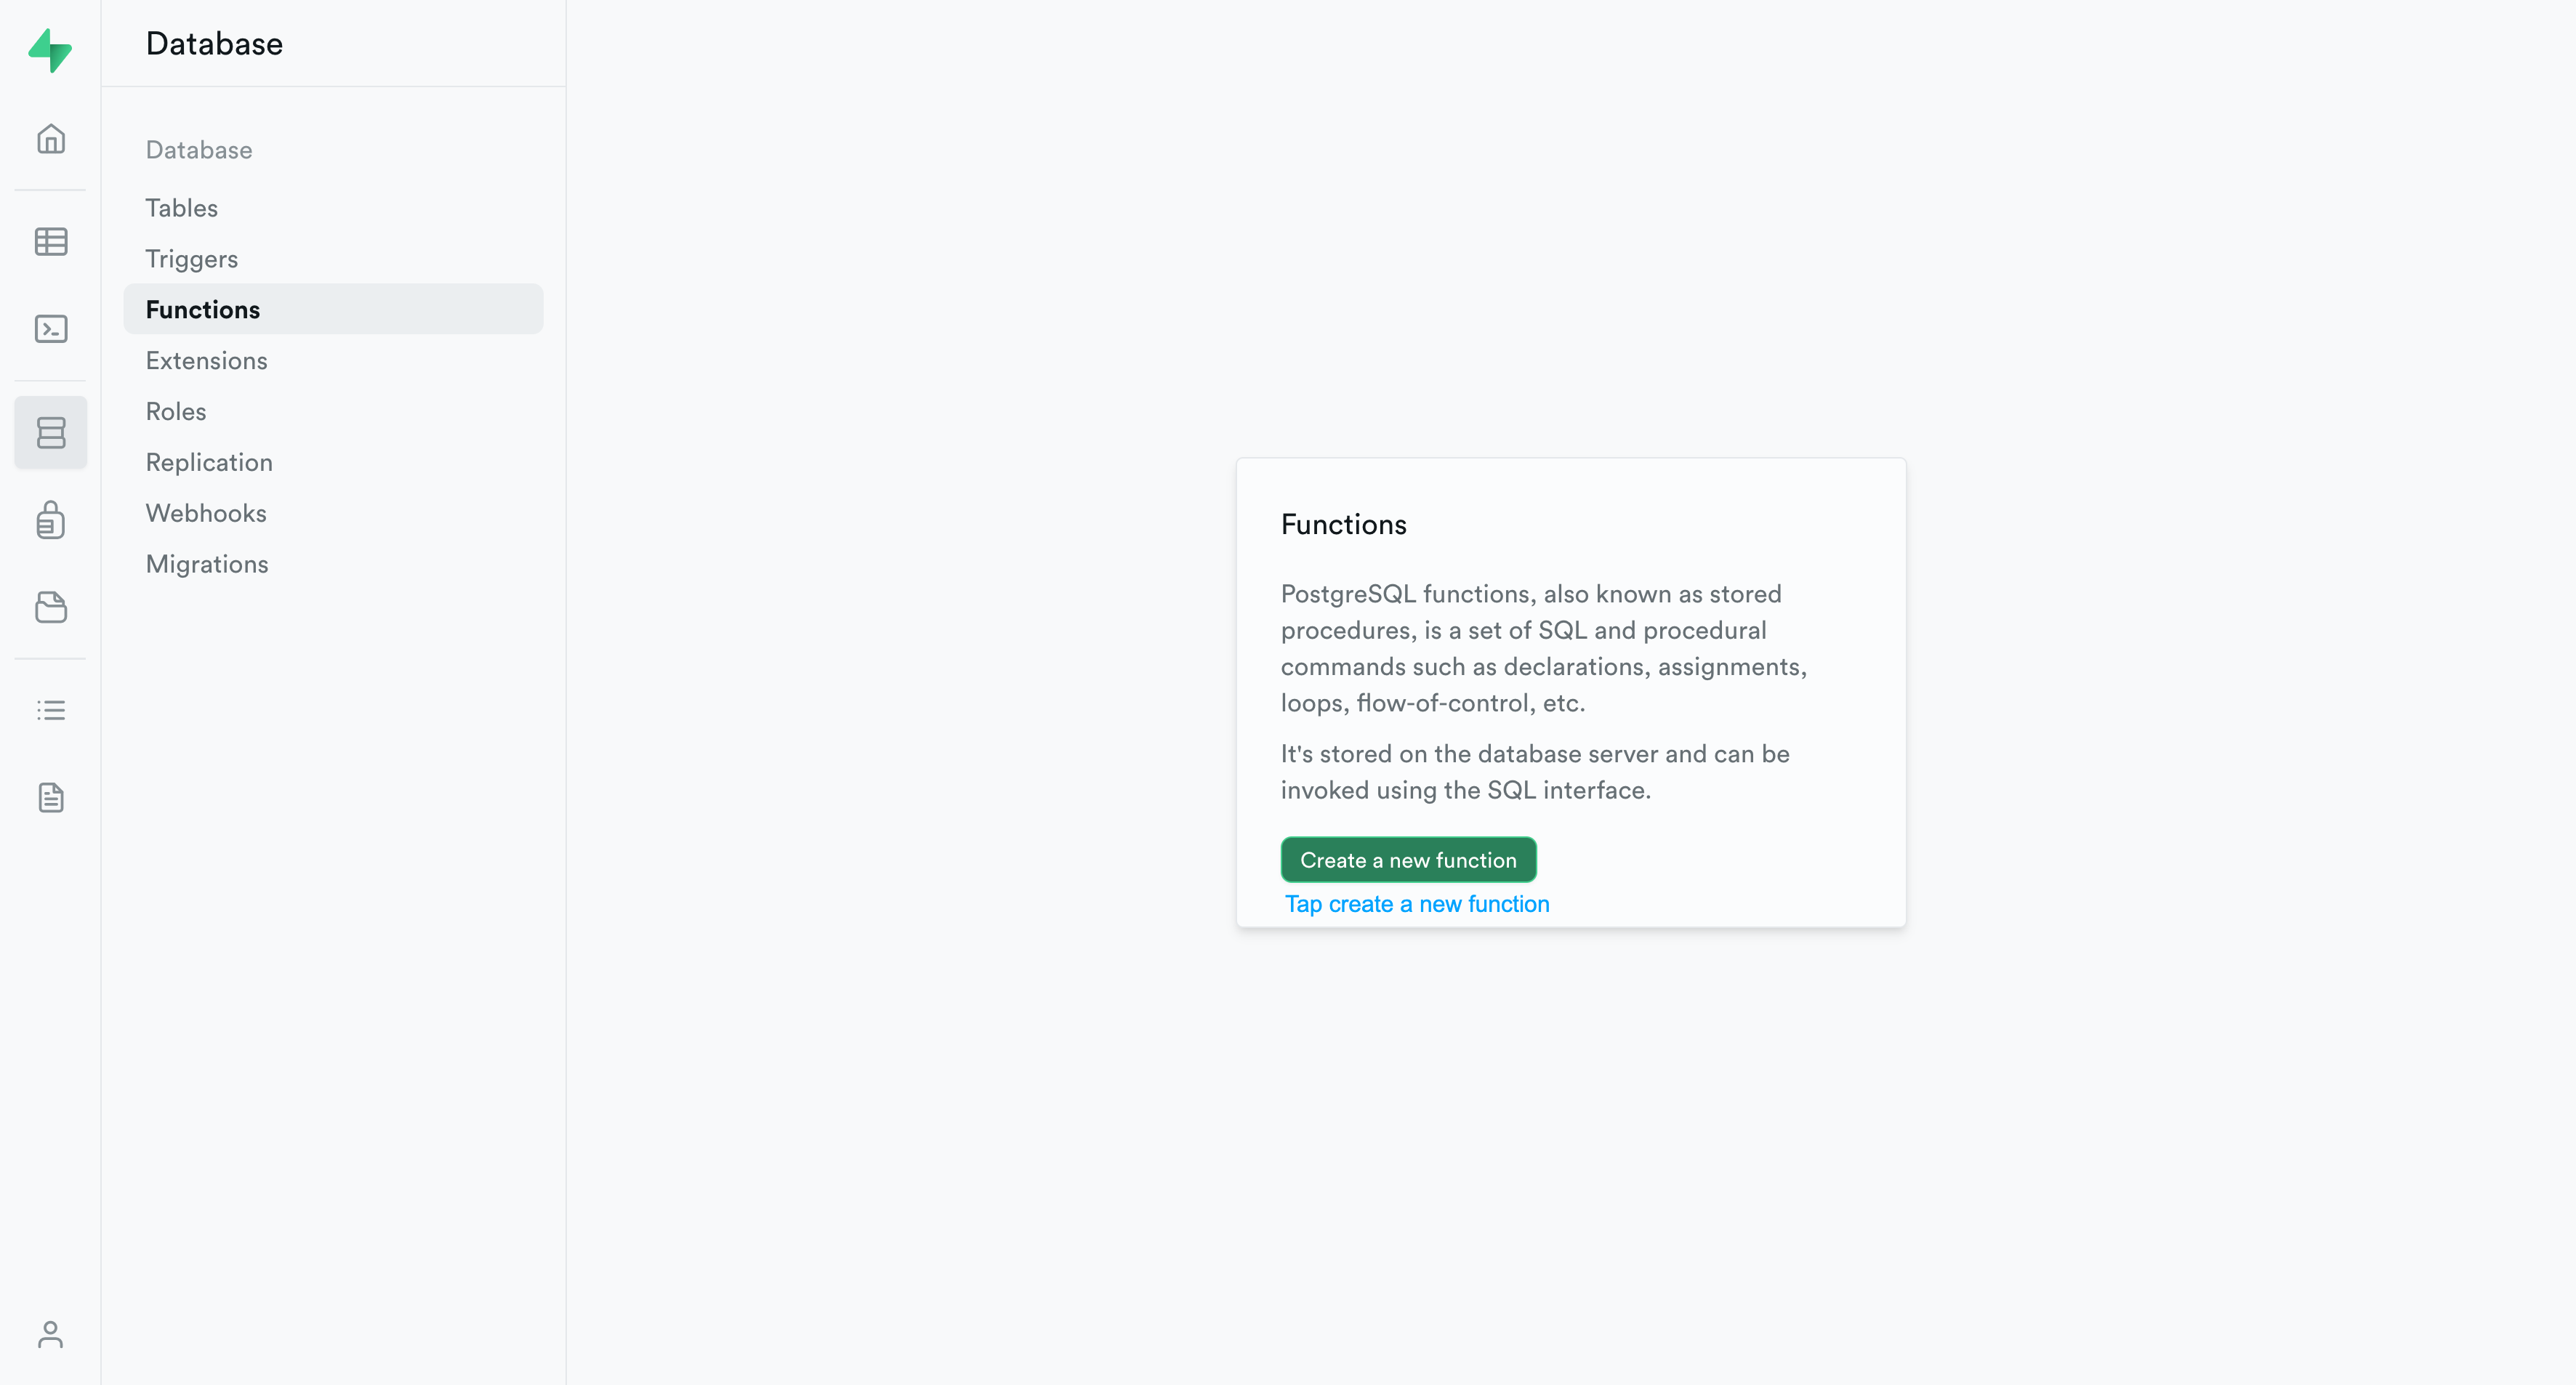 Database
Database
Tables
Triggers
Functions
Extensions
Roles
Replication
Webhooks
Migrations
Functions
PostgreSQL functions, also known as stored
procedures, is a set of SQL and procedural
commands such as declarations, assignments,
loops, flow-of-control, etc.
It's stored on the database server and can be
invoked using the SQL interface.
Create a new function
Tap create a new function